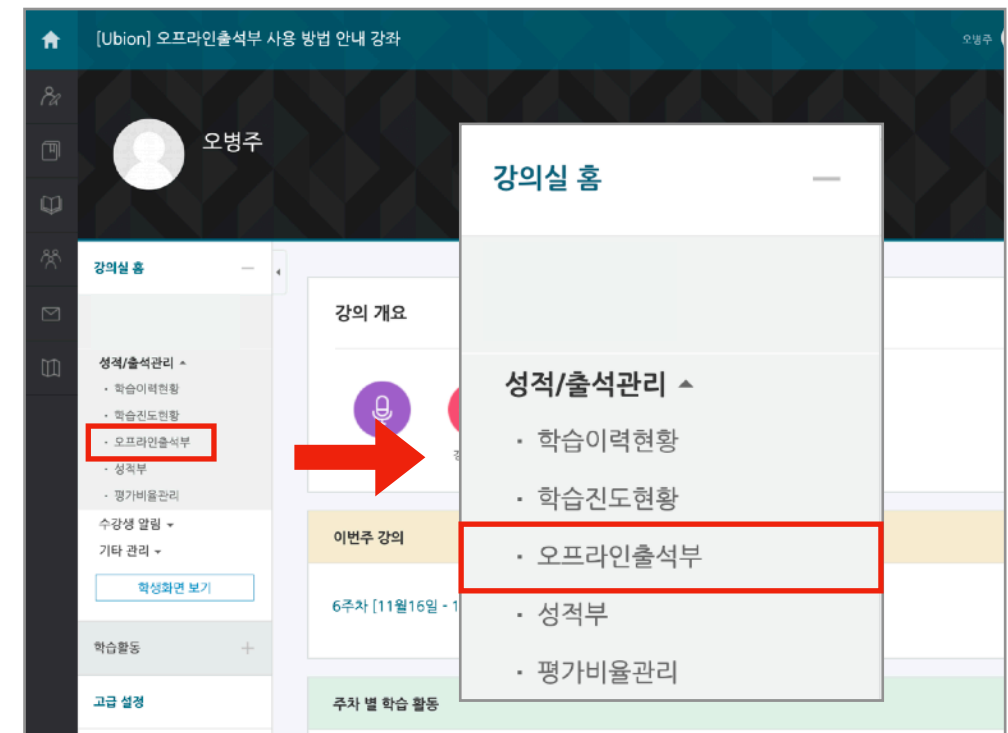 [Ubion] 오프라인출석부 사용 방법 안내 강좌
오병주
오병주
강의실 홈
성적/출석관리
· 학습이력현황
· 학습진도현황
· 오프라인출석부
· 성적부
· 평가비율관리
수강생 알림
기타 관리
학생화면 보기
학습활동
고급 설정
강의 개요
이번주 강의
6주차 [11월16일 - 1
주차 별 학습 활동
강의실 홈
성적/출석관리
· 학습이력현황
· 학습진도현황
· 오프라인출석부
· 성적부
· 평가비율관리